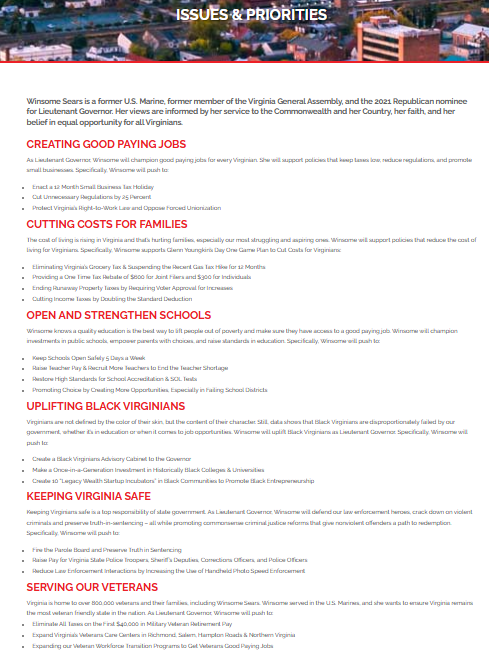 ISSUES & PRIORITIES
Winsome Sears is a former U.S. Marine, former member of the Virginia General Assembly, and the 2021 Republican nominee
for Lieutenant Governor. Her views are informed by her service to the Commonwealth and her Country, her faith, and her
belief in equal opportunity for all Virginians.
CREATING GOOD PAYING JOBS
As Lieutenant Governor, Winsome will champion good paying jobs for every Virginian. She will support policies that keep taxes low, reduce regulations, and promote
small businesses. Specifically, Winsome will push to:
• Enact a 12 Month Small Business Tax Holiday
• Cut Unnecessary Regulations by 25 Percent
• Protect Virginia's Right-to-Work Law and Oppose Forced Unionization
CUTTING COSTS FOR FAMILIES
The cost of living is rising in Virginia and that's hurting families, especially our most struggling and aspiring ones. Winsome will support policies that reduce the cost of
living for Virginians. Specifically, Winsome supports Glenn Youngkin's Day One Game Plan to Cut Costs for Virginians:
• Eliminating Virginia's Grocery Tax & Suspending the Recent Gas Tax Hike for 12 Months
• Providing a One Time Tax Rebate of $600 for Joint Filers and $300 for Individuals
• Ending Runaway Property Taxes by Requiring Voter Approval for Increases
• Cutting Income Taxes by Doubling the Standard Deduction
OPEN AND STRENGTHEN SCHOOLS
Winsome knows a quality education is the best way to lift people out of poverty and make sure they have access to a good paying job. Winsome will champion
investments in public schools, empower parents with choices, and raise standards in education. Specifically, Winsome will push to:
• Keep Schools Open Safely 5 Days a Week
• Raise Teacher Pay & Recruit More Teachers to End the Teacher Shortage
• Restore High Standards for School Accreditation & SOL Tests
• Promoting Choice by Creating More Opportunities, Especially in Failing School Districts
UPLIFTING BLACK VIRGINIANS
Virginians are not defined by the color of their skin, but the content of their character. Still, data shows that Black Virginians are disproportionately failed by our
government, whether it's in education or when it comes to job opportunities. Winsome will uplift Black Virginians as Lieutenant Governor. Specifically, Winsome will
push to:
• Create a Black Virginians Advisory Cabinet to the Governor
• Make a Once-in-a-Generation Investment in Historically Black Colleges & Universities
• Create 10 "Legacy Wealth Startup Incubators" in Black Communities to Promote Black Entrepreneurship
KEEPING VIRGINIA SAFE
Keeping Virginians safe is a top responsibility of state government. As Lieutenant Governor, Winsome will defend our law enforcement heroes, crack down on violent
criminals and preserve truth-in-sentencing – all while promoting commonsense criminal justice reforms that give nonviolent offenders a path to redemption.
Specifically, Winsome will push to:
• Fire the Parole Board and Preserve Truth in Sentencing
• Raise Pay for Virginia State Police Troopers, Sheriff's Deputies, Corrections Officers, and Police Officers
• Reduce Law Enforcement Interactions by Increasing the Use of Handheld Photo Speed Enforcement
SERVING OUR VETERANS
Virginia is home to over 800,000 veterans and their families, including Winsome Sears. Winsome served in the U.S. Marines, and she wants to ensure Virginia remains
the most veteran friendly state in the nation. As Lieutenant Governor, Winsome will push to:
• Eliminate All Taxes on the First $40,000 in Military Veteran Retirement Pay
• Expand Virginia's Veterans Care Centers in Richmond, Salem, Hampton Roads & Northern Virginia
• Expanding our Veteran Workforce Transition Programs to Get Veterans Good Paying Jobs